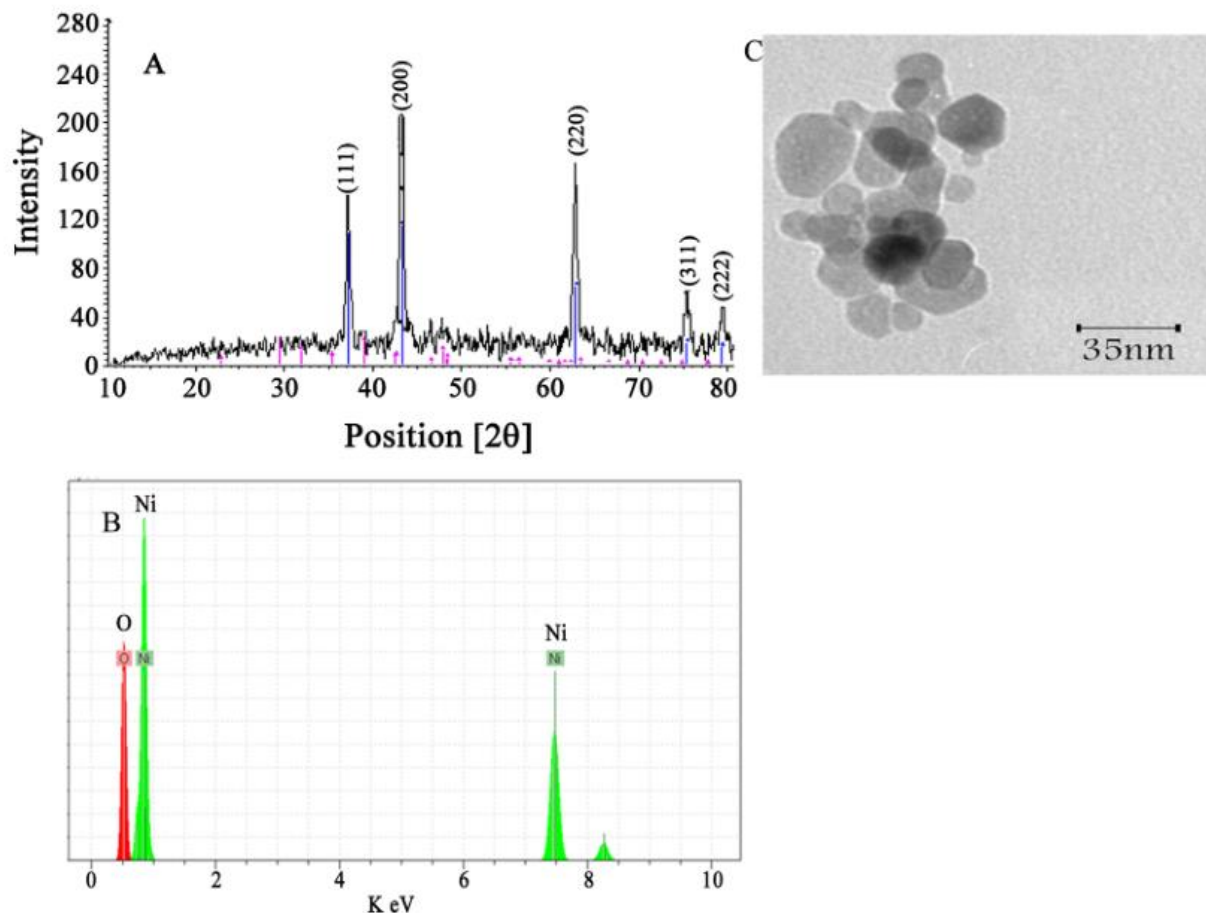 280
240
200
160
120
80
40
0
A
(111)
(200)
(220)
(311)
(222)
Intensity
10 20 30 40 50 60 70 80
Position [2θ]
C
35nm
B
O
Ni
Ni
O
Ni
Ni
0 2 4 6 8 10
K eV